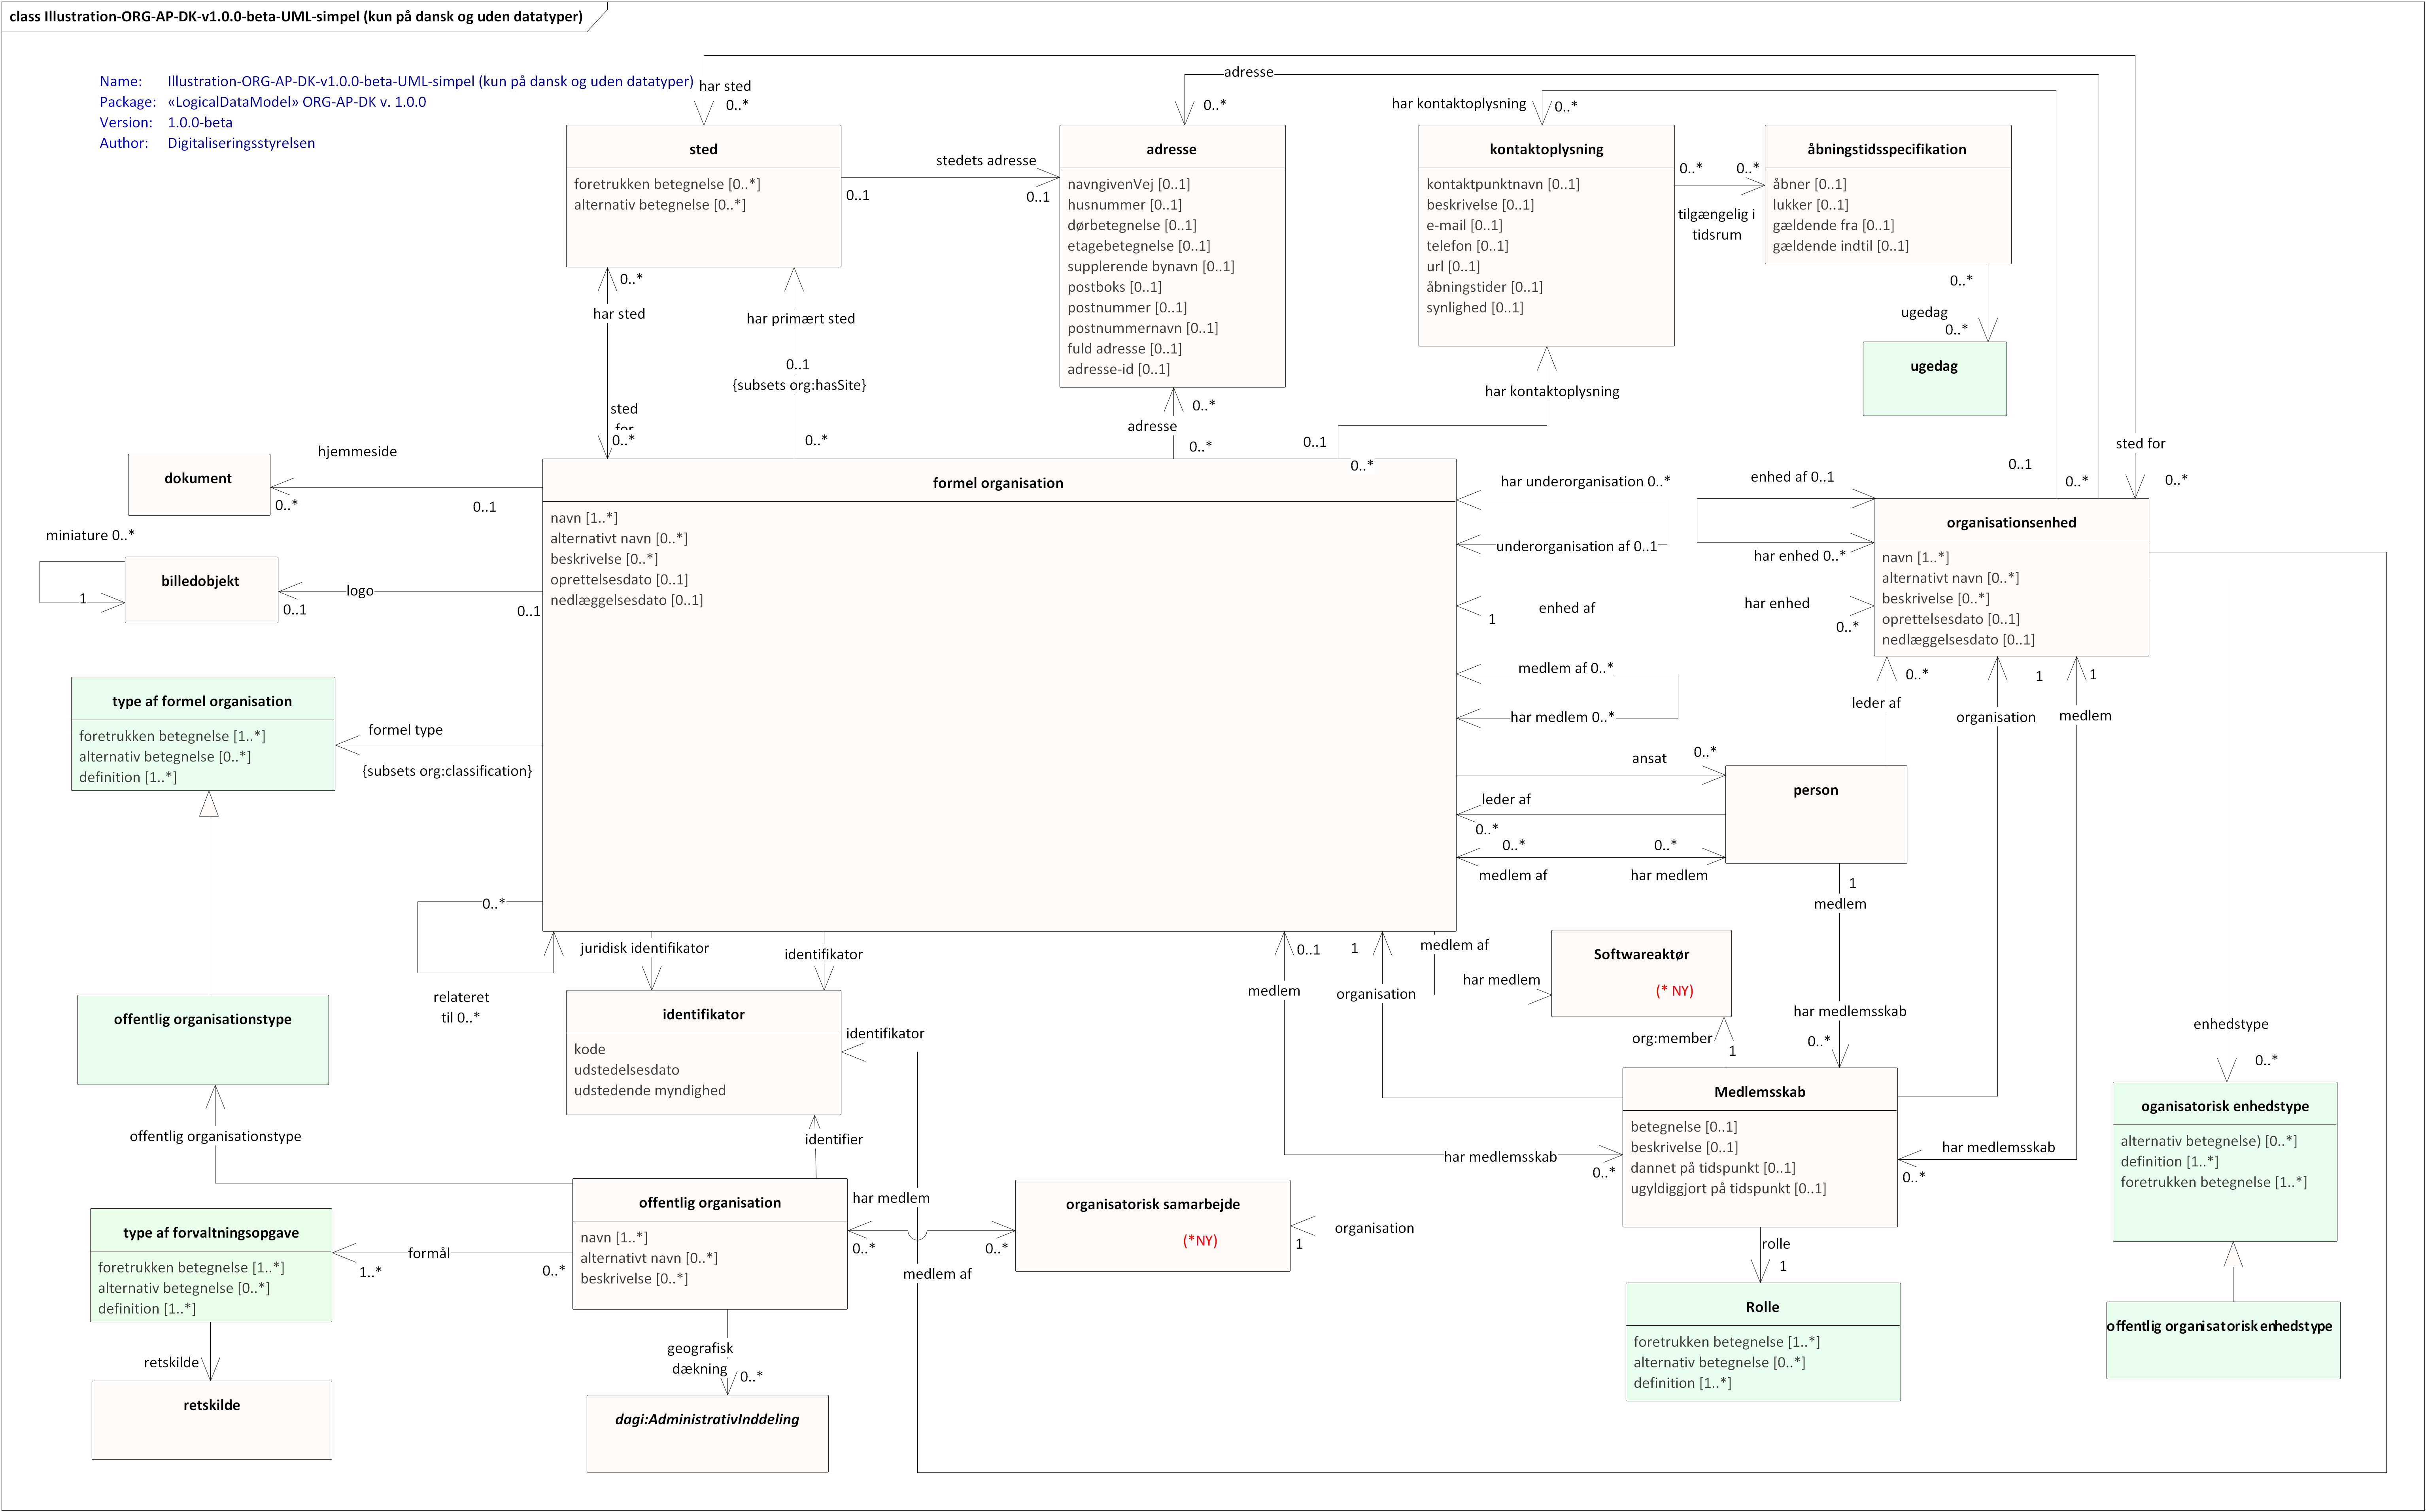 class Illustration-ORG-AP-DK-v1.0.0-beta-UML-simpel (kun på dansk og uden datatyper)
Name: Illustration-ORG-AP-DK-v1.0.0-beta-UML-simpel (kun på dansk og uden datatyper)
Package: «LogicalDataModel» ORG-AP-DK v. 1.0.0
Version: 1.0.0-beta
Author: Digitaliseringsstyrelsen
har sted
0..*
adresse
0..*
har kontaktoplysning
0..*
sted
foretrukken betegnelse [0..*]
alternativ betegnelse [0..*]
stedets adresse
0..1
0..1
adresse
navngivenVej [0..1]
husnummer [0..1]
dørbetegnelse [0..1]
etagebetegnelse [0..1]
supplerende bynavn [0..1]
postboks [0..1]
postnummer [0..1]
postnummernavn [0..1]
fuld adresse [0..1]
adresse-id [0..1]
kontaktoplysning
kontaktpunktnavn [0..1]
beskrivelse [0..1]
e-mail [0..1]
telefon [0..1]
url [0..1]
åbningstider [0..1]
synlighed [0..1]
0..*
0..*
tilgængelig i
tidsrum
åbningstidsspecifikation
åbner [0..1]
lukker [0..1]
gældende fra [0..1]
gældende indtil [0..1]
0..*
ugedag
0..*
ugedag
0..*
har sted
sted
for
0..*
har primært sted
0..1
{subsets org:hasSite}
0..*
0..*
adresse
0..*
har kontaktoplysning
0..1
0..*
sted for
0..*
0..1
0..*
hjemmeside
dokument
0..*
0..1
miniature 0..*
1
billedobjekt
0..1
logo
0..1
formel organisation
navn [1..*]
alternativt navn [0..*]
beskrivelse [0..*]
oprettelsesdato [0..1]
nedlæggelsesdato [0..1]
har underorganisation 0..*
underorganisation af 0..1
enhed af 0..1
har enhed 0..*
organisationsenhed
navn [1..*]
alternativt navn [0..*]
beskrivelse [0..*]
oprettelsesdato [0..1]
nedlæggelsesdato [0..1]
1
enhed af
har enhed
0..*
medlem af 0..*
har medlem 0..*
0..*
leder af
1
organisation
1
medlem
type af formel organisation
foretrukken betegnelse [1..*]
alternativ betegnelse [0..*]
definition [1..*]
formel type
{subsets org:classification}
ansat
0..*
leder af
0..*
0..*
0..*
medlem af
har medlem
person
1
medlem
har medlemsskab
0..*
0..*
relateret
til 0..*
juridisk identifikator
identifikator
0..1
medlem
1
organisation
medlem af
har medlem
Softwareaktør
(* NY)
org:member
1
enhedstype
0..*
offentlig organisationstype
identifikator
kode
udstedelsesdato
udstedende myndighed
identifikator
identifier
Medlemsskab
betegnelse [0..1]
beskrivelse [0..1]
dannet på tidspunkt [0..1]
ugyldiggjort på tidspunkt [0..1]
har medlemsskab
0..*
har medlemsskab
0..*
oganisatorisk enhedstype
alternativ betegnelse) [0..*]
definition [1..*]
foretrukken betegnelse [1..*]
offentlig organisationstype
offentlig organisation
navn [1..*]
alternativt navn [0..*]
beskrivelse [0..*]
har medlem
0..*
0..*
medlem af
organisatorisk samarbejde
(*NY)
organisation
1
type af forvaltningsopgave
foretrukken betegnelse [1..*]
alternativ betegnelse [0..*]
definition [1..*]
formål
1..*
0..*
rolle
1
Rolle
foretrukken betegnelse [1..*]
alternativ betegnelse [0..*]
definition [1..*]
offentlig organisatorisk enhedstype
retskilde
retskilde
geografisk
dækning
0..*
dagi:AdministrativInddeling